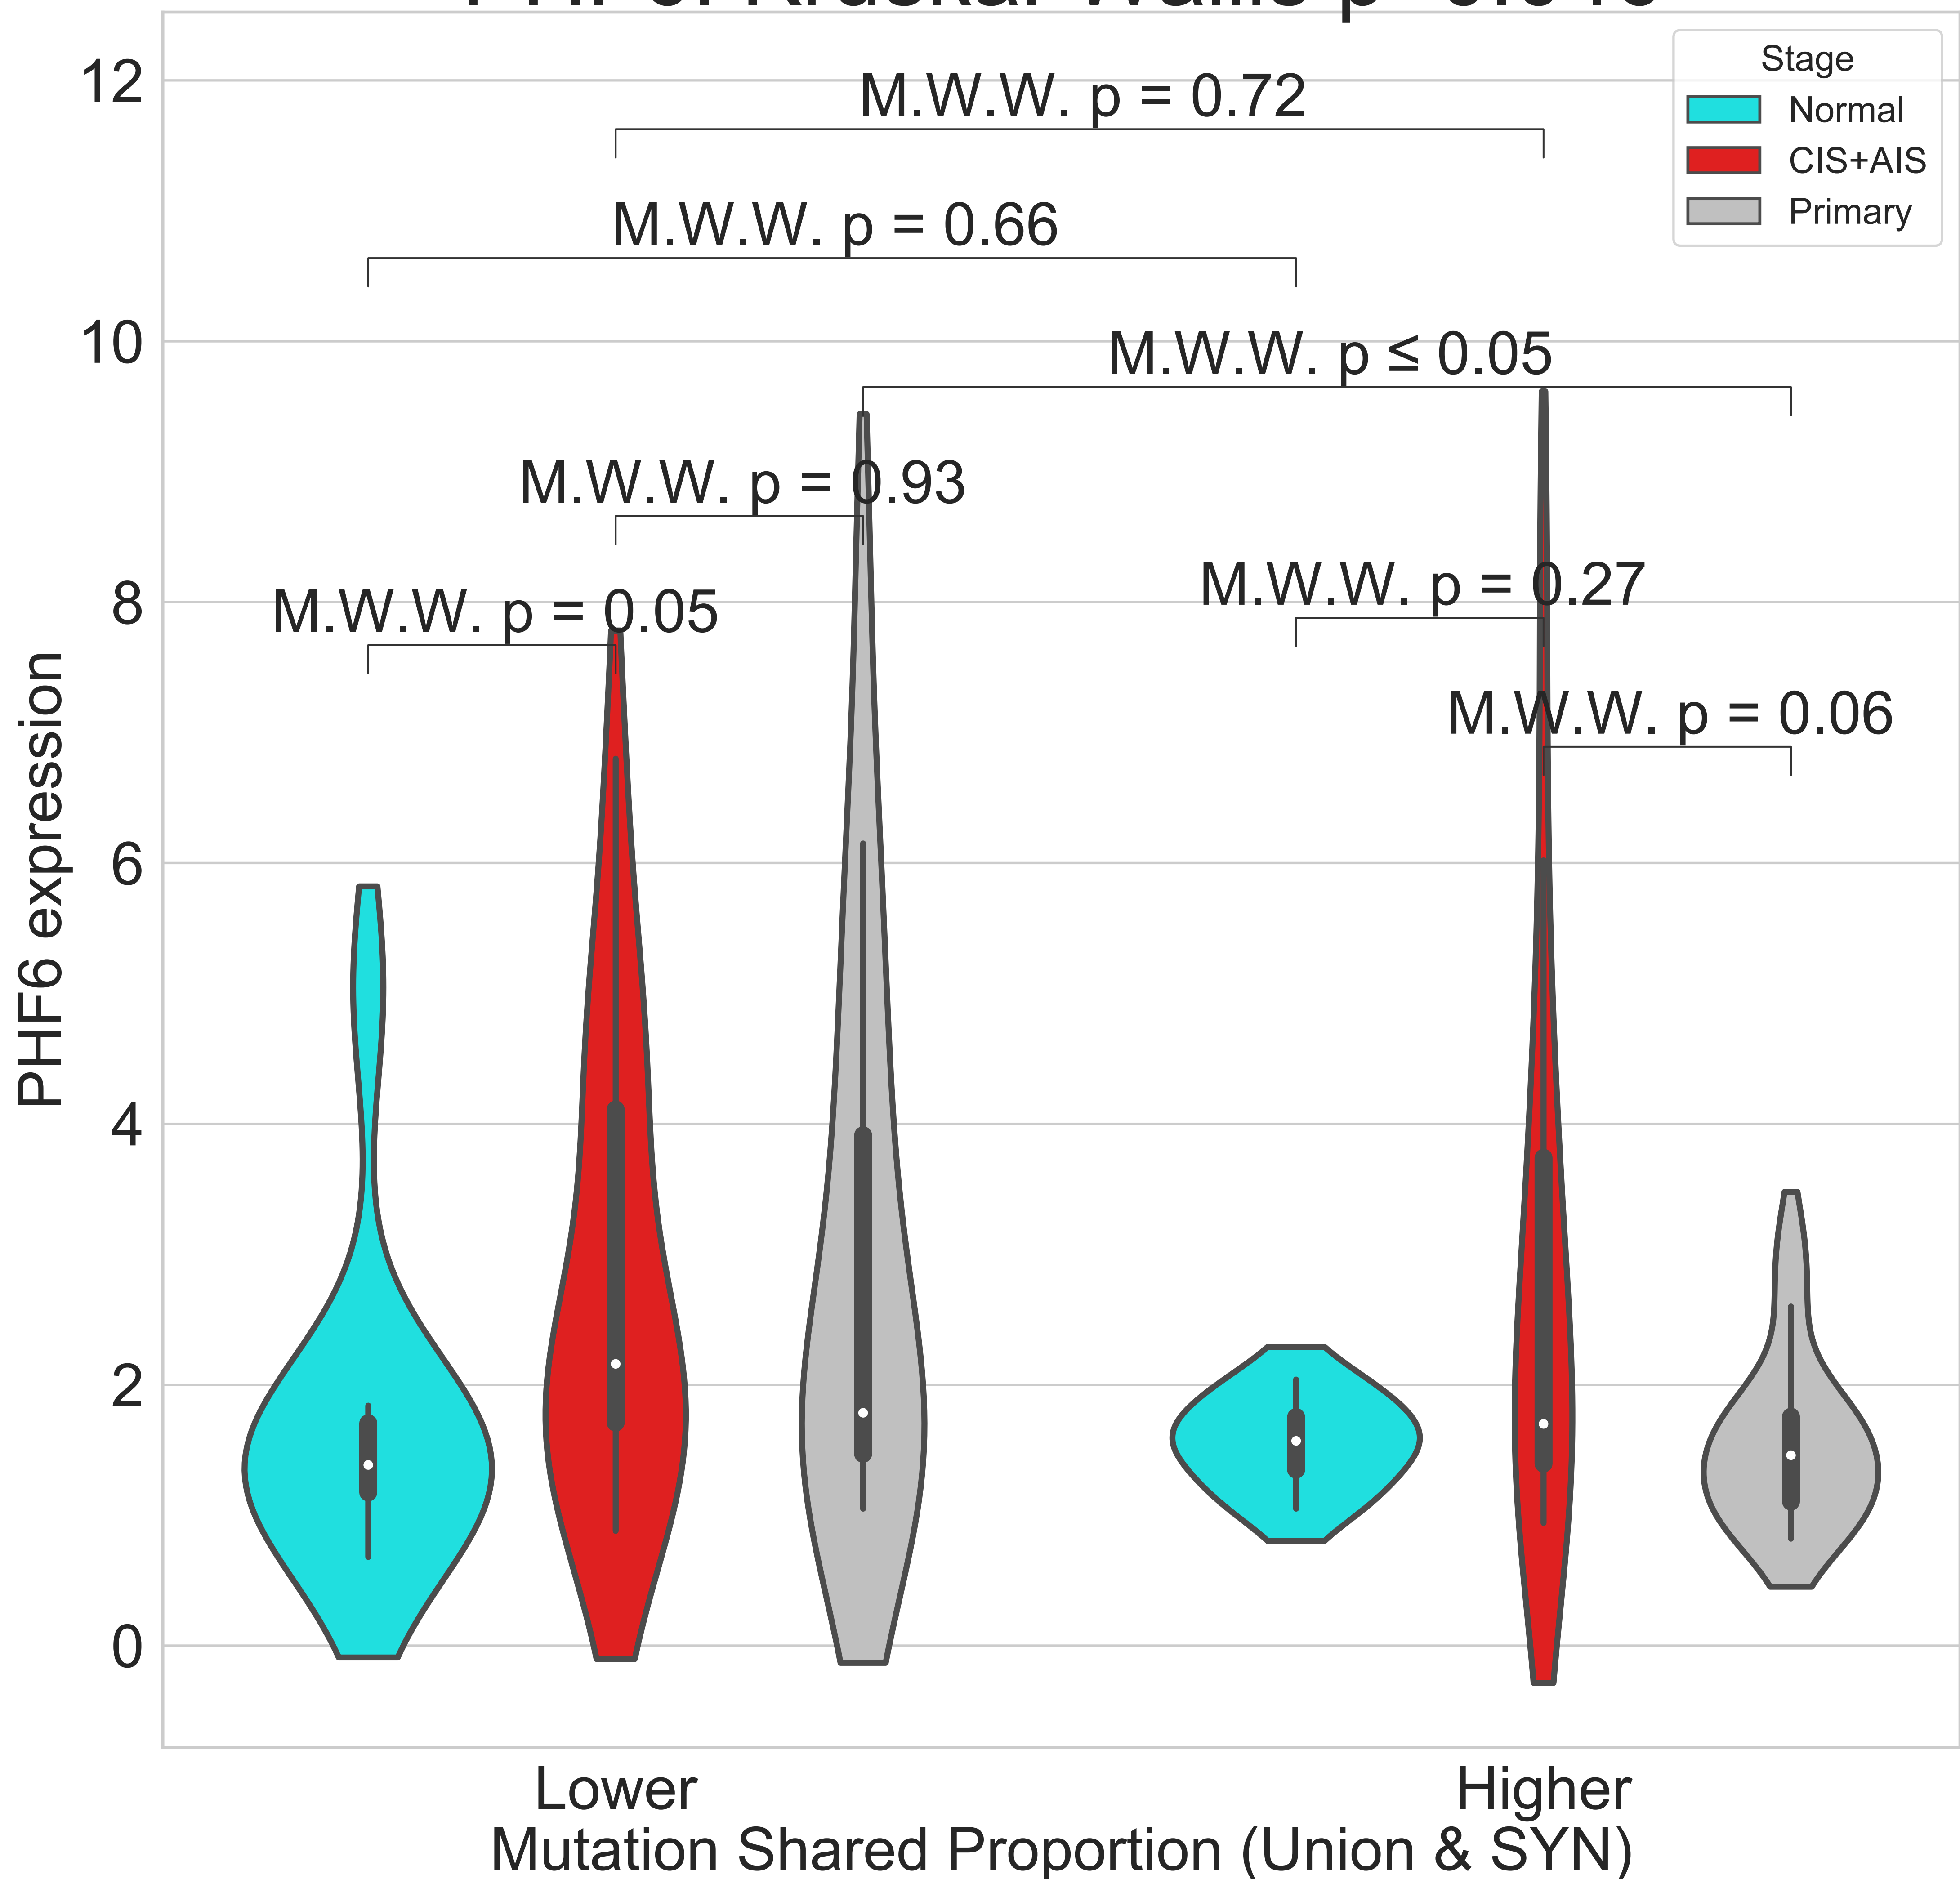 Stage
Normal
CIS+AIS
Primary
12
10
8
6
4
2
0
PHF6 expression
M.W.W. p = 0.72
M.W.W. p = 0.66
M.W.W. p ≤ 0.05
M.W.W. p = 0.93
M.W.W. p = 0.27
M.W.W. p = 0.05
M.W.W. p = 0.06
Lower
Higher
Mutation Shared Proportion (Union & SYN)